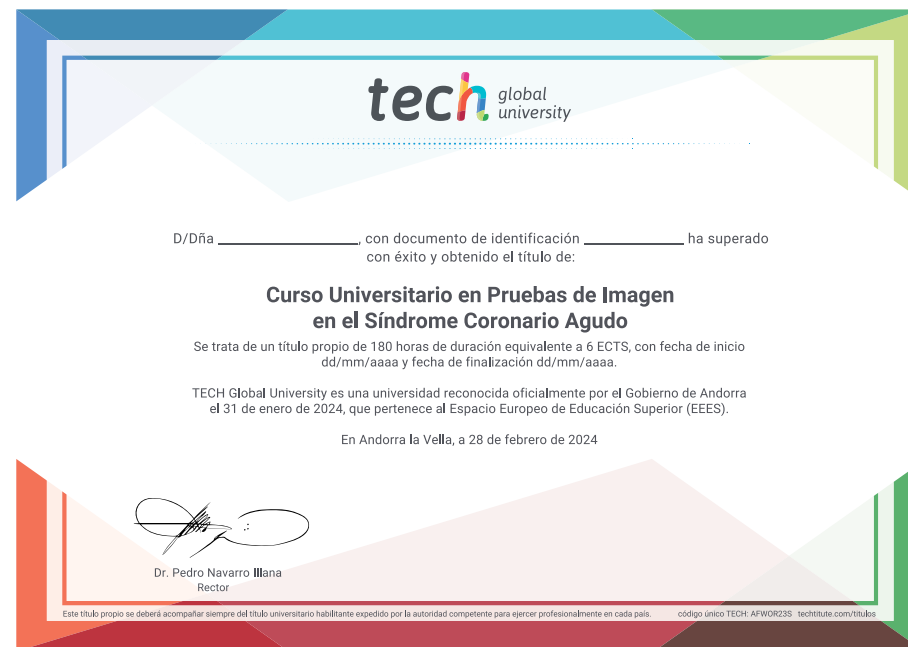 tech global university
D/Dña ____________________, con documento de identificación ______________ ha superado
con éxito y obtenido el título de:
Curso Universitario en Pruebas de Imagen
en el Síndrome Coronario Agudo
Se trata de un título propio de 180 horas de duración equivalente a 6 ECTS, con fecha de inicio
dd/mm/aaaa y fecha de finalización dd/mm/aaaa.
TECH Global University es una universidad reconocida oficialmente por el Gobierno de Andorra
el 31 de enero de 2024, que pertenece al Espacio Europeo de Educación Superior (EEES).
En Andorra la Vella, a 28 de febrero de 2024
Dr. Pedro Navarro Illana
Rector
Este título propio se deberá acompañar siempre del título universitario habilitante expedido por la autoridad competente para ejercer profesionalmente en cada país. código único TECH: AFWOR23S techtitute.com/titulos